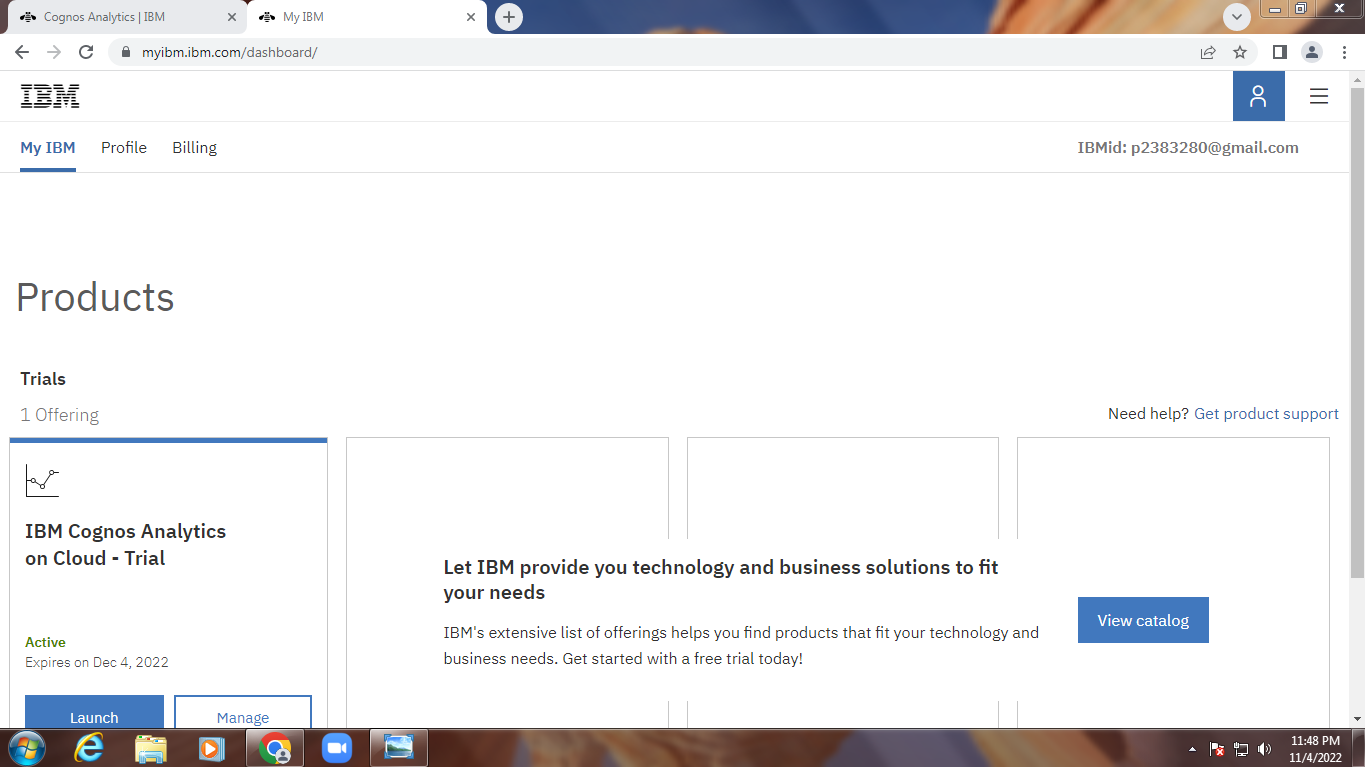 Cognos Analytics | IBM
My IBM
myibm.ibm.com/dashboard/
IBM
My IBM
Profile
Billing
IBMid: p2383280@gmail.com
Products
Trials
1 Offering
Need help? Get product support
IBM Cognos Analytics
on Cloud - Trial
Active
Expires on Dec 4, 2022
Launch
Manage
Let IBM provide you technology and business solutions to fit
your needs
IBM's extensive list of offerings helps you find products that fit your technology and
business needs. Get started with a free trial today!
View catalog
11:48 PM
11/4/2022